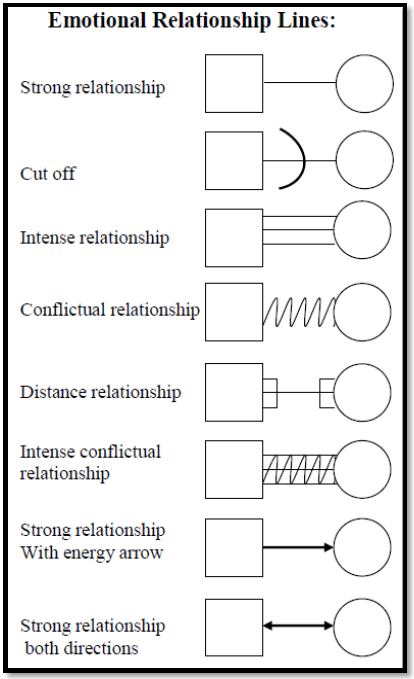 Emotional Relationship Lines:
Strong relationship
Cut off
Intense relationship
Conflictual relationship
Distance relationship
Intense conflictual
relationship
Strong relationship
With energy arrow
Strong relationship
both directions